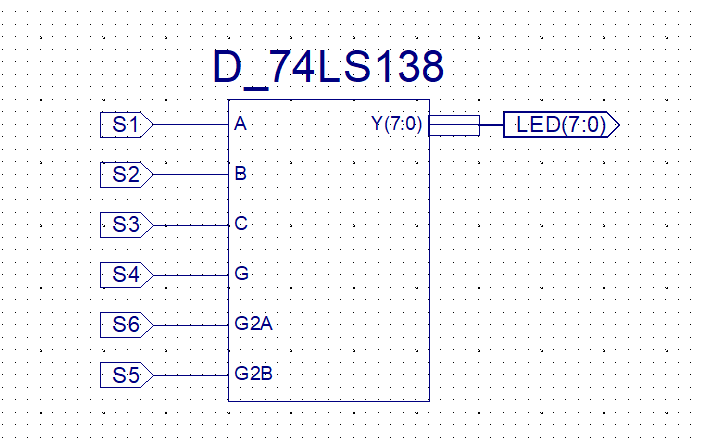 D_74LS138
S1 A Y(7:0) LED(7:0)
S2 B
S3 C
S4 G
S6 G2A
S5 G2B